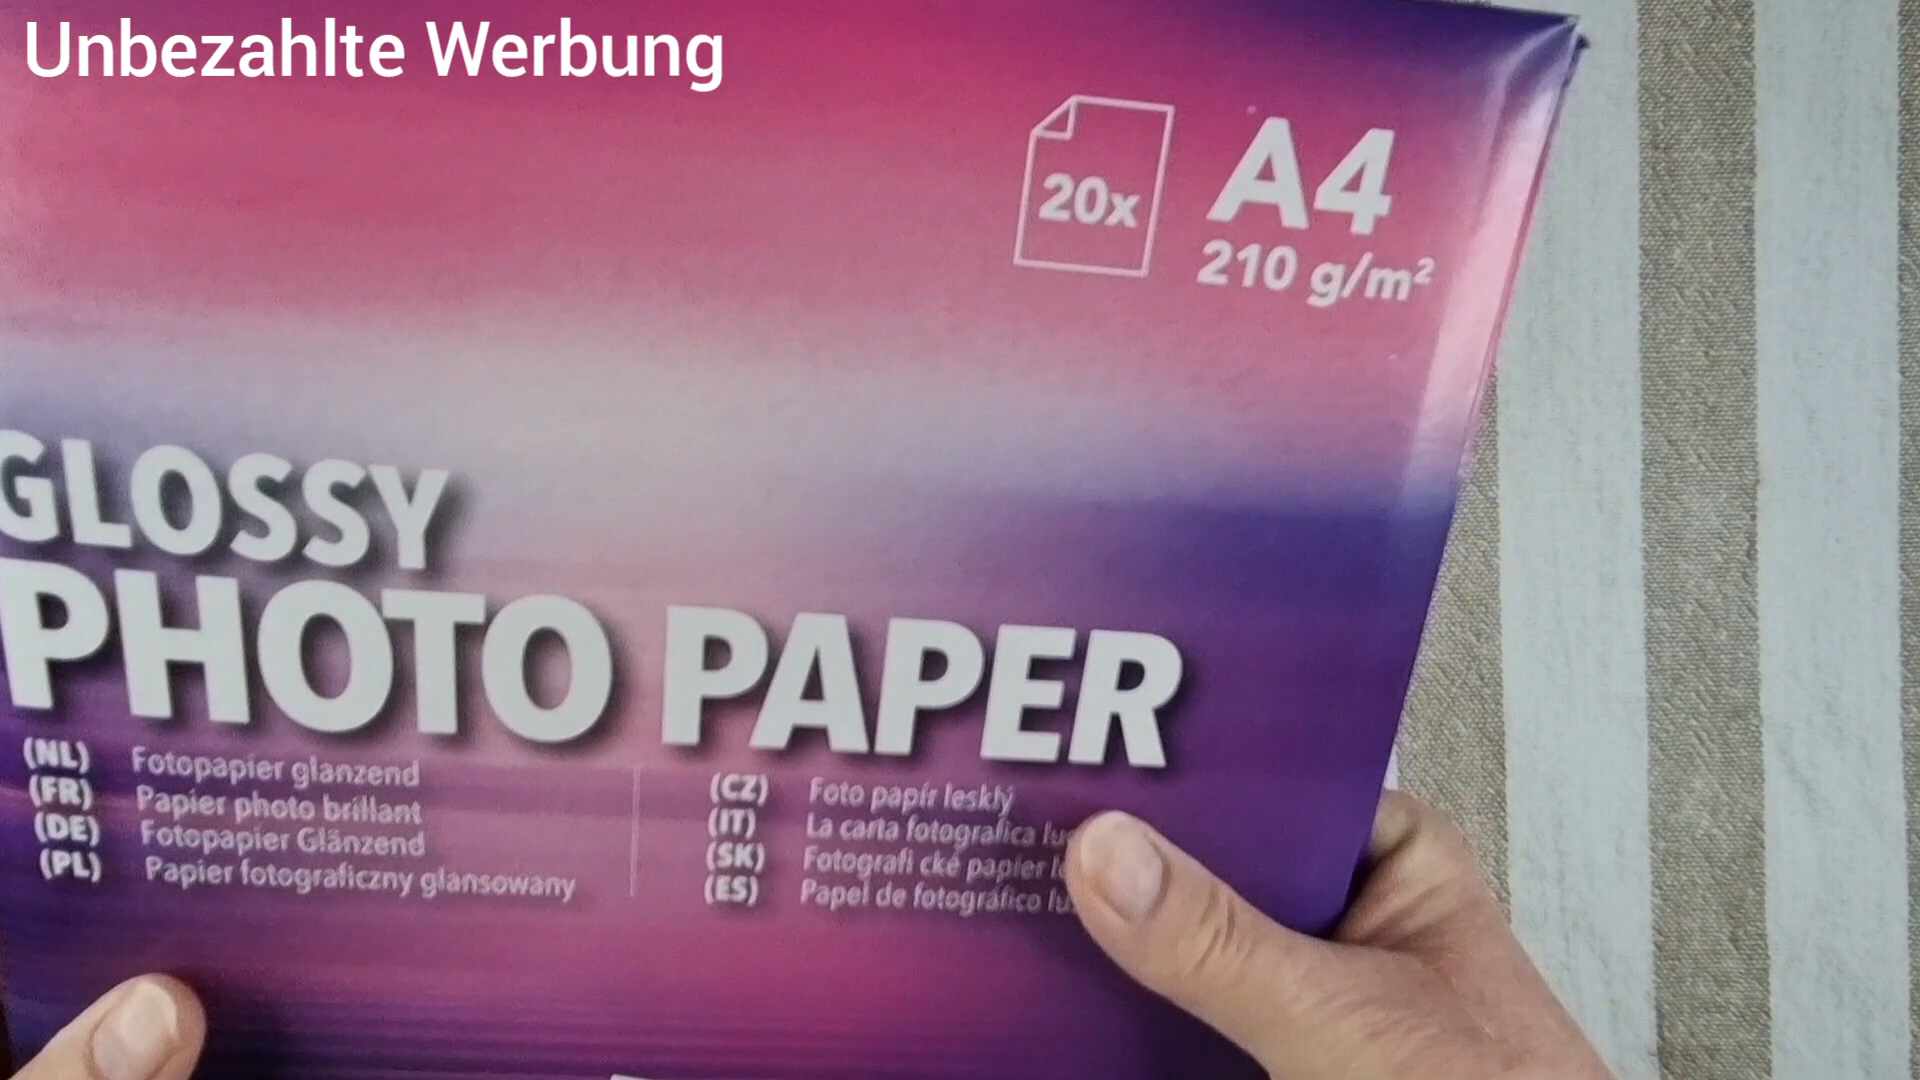 Unbezahlte Werbung
20x
A4
210 g/m²
GLOSSY
PHOTO PAPER
(NL) Fotopapier glanzend
(FR) Papier photo brillant
(DE) Fotopapier Glänzend
(PL) Papier fotograficzny glansowany
(CZ) Foto papír lesklý
(IT) La carta fotografica
(SK) Fotografi cké papier
(ES) Papel de fotográfico